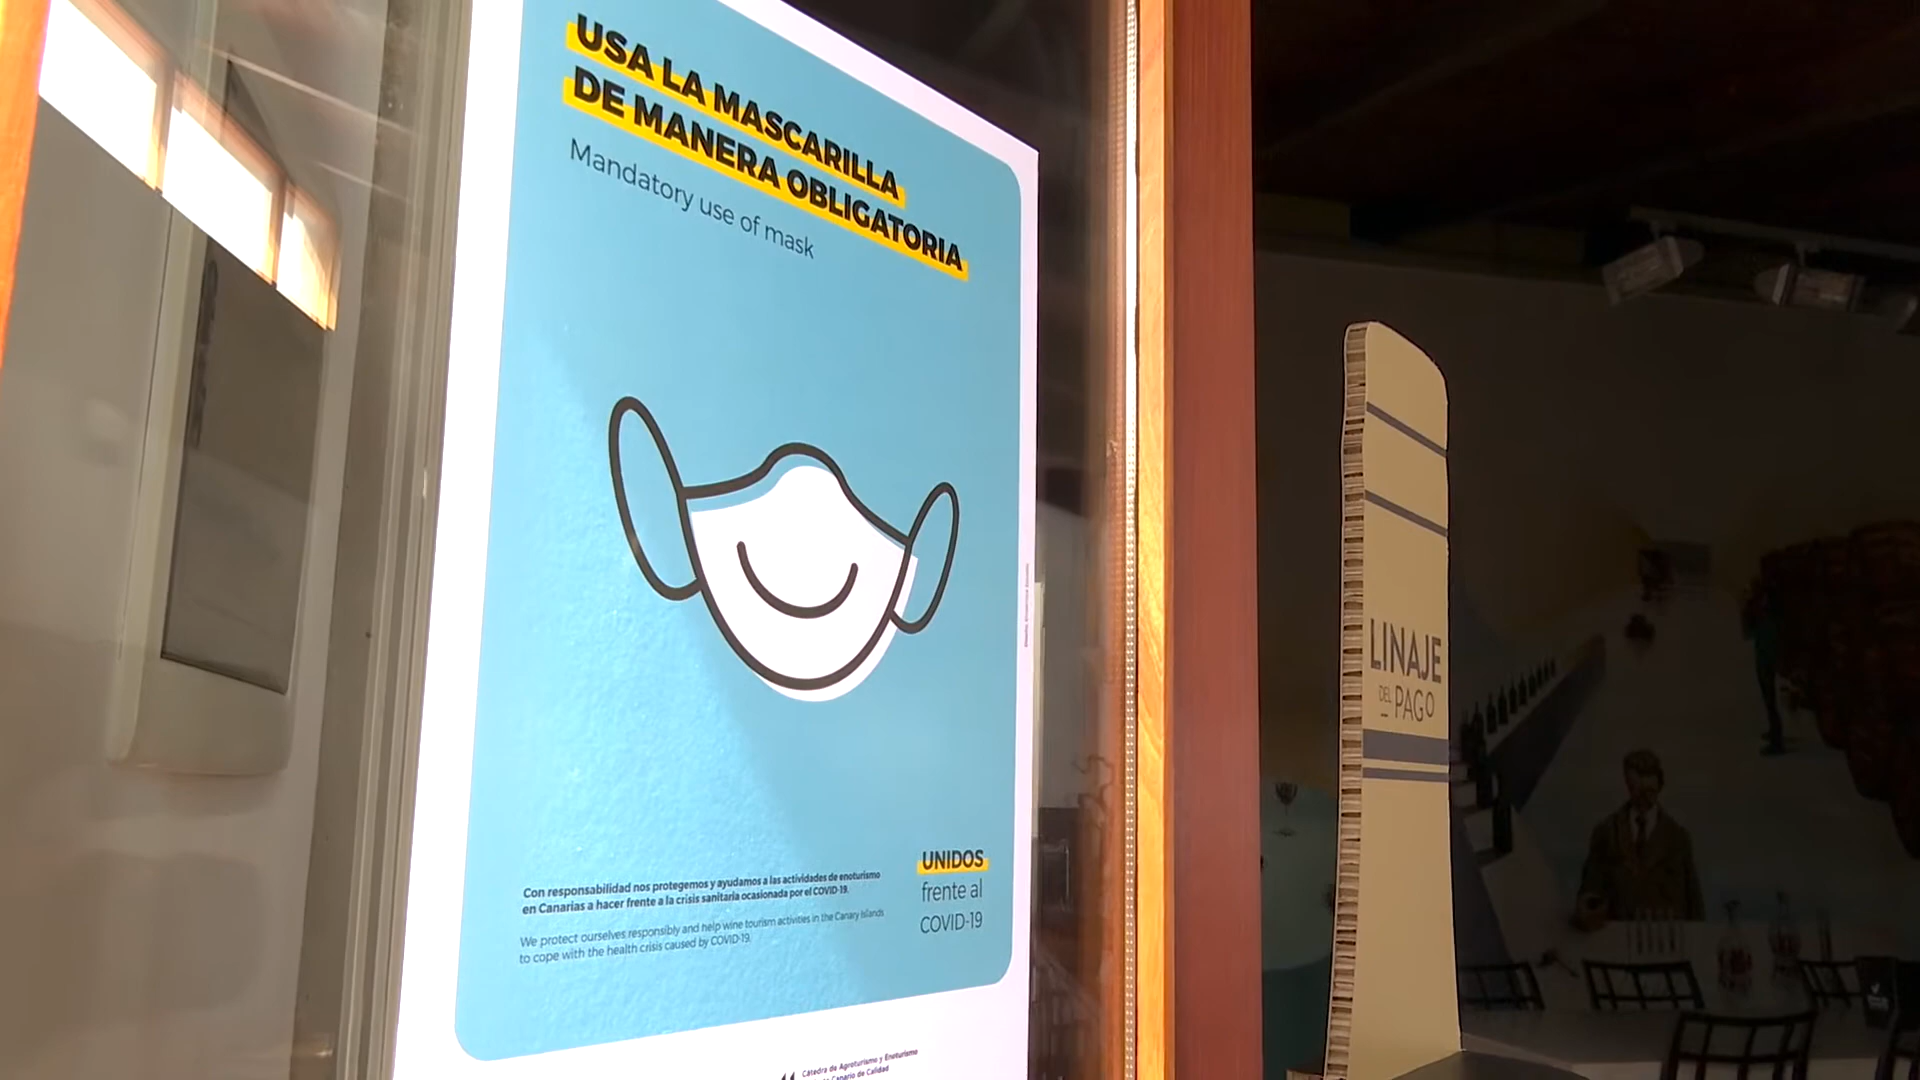 USA LA MASCARILLA
DE MANERA OBLIGATORIA
Mandatory use of mask
Con responsabilidad nos protegemos y ayudamos a las actividades de enoturismo
en Canarias a hacer frente a la crisis sanitaria ocasionada por el COVID-19.
We protect ourselves responsibly and help wine tourism activities in the Canary Islands
to cope with the health crisis caused by COVID-19.
UNIDOS
frente al
COVID-19
Cátedra de Agroturismo y Enoturismo
Canario de Calidad
LINAJE
DEL
PAGO